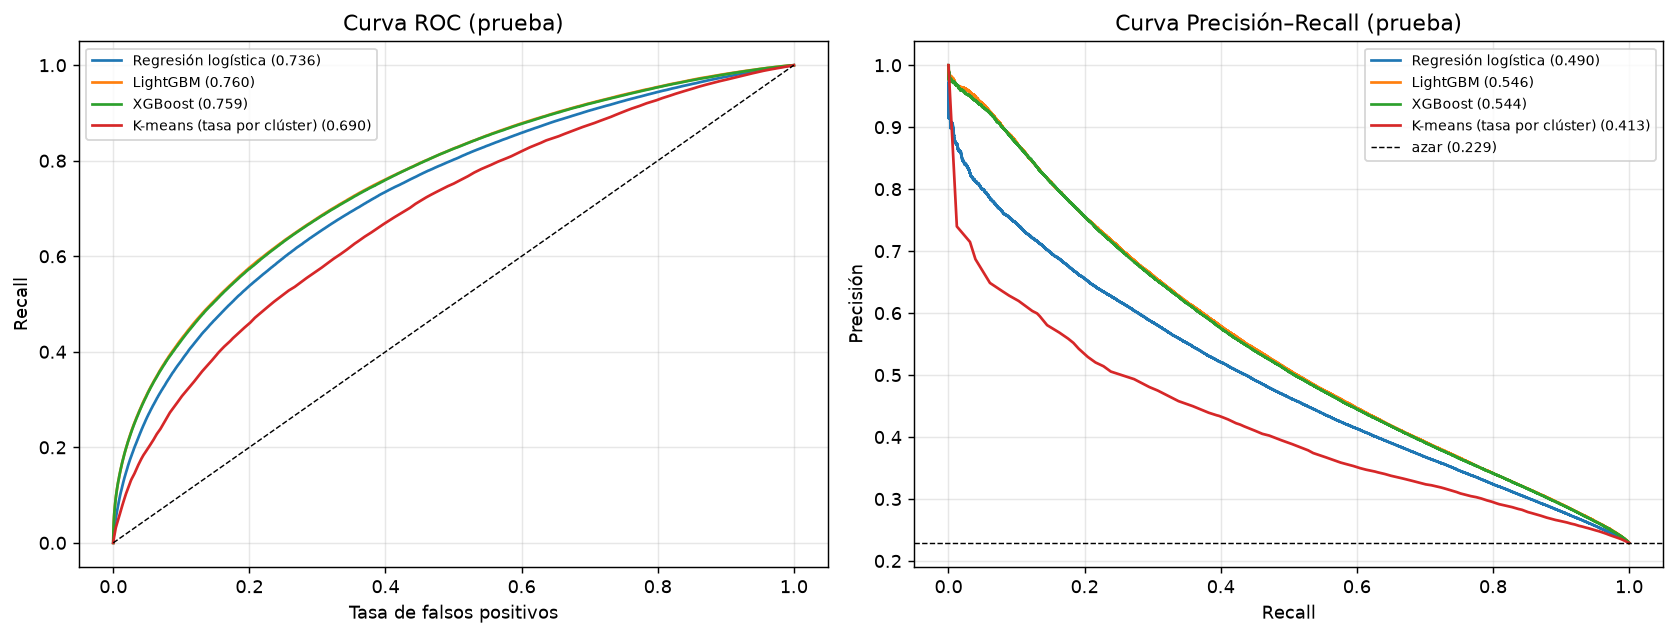 Curva ROC (prueba)
Regresión logística (0.736)
LightGBM (0.760)
XGBoost (0.759)
K-means (tasa por clúster) (0.690)
1.0
0.8
0.6
0.4
0.2
0.0
Recall
0.0 0.2 0.4 0.6 0.8 1.0
Tasa de falsos positivos
Curva Precisión–Recall (prueba)
Regresión logística (0.490)
LightGBM (0.546)
XGBoost (0.544)
K-means (tasa por clúster) (0.413)
azar (0.229)
1.0
0.9
0.8
0.7
0.6
0.5
0.4
0.3
0.2
Precisión
0.0 0.2 0.4 0.6 0.8 1.0
Recall